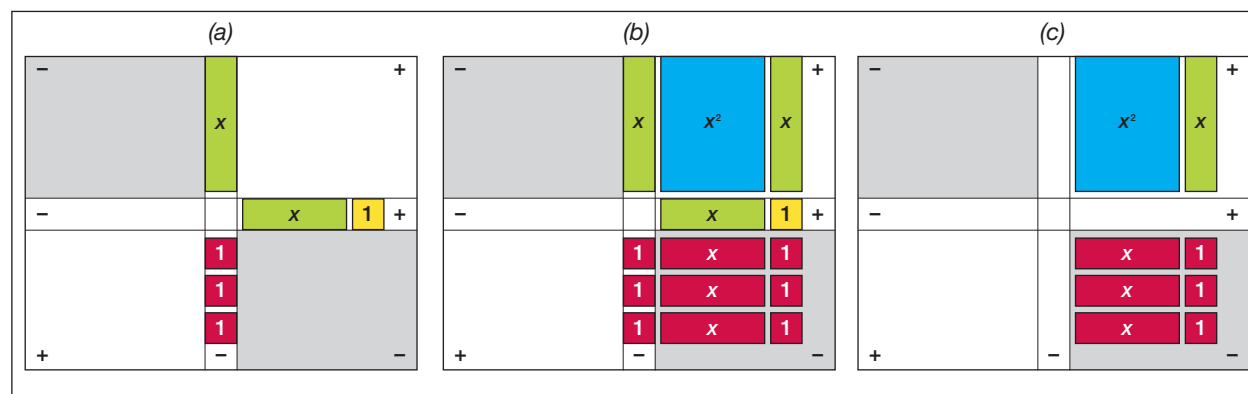 (a) (b) (c)
− + − + − +
x x x² x x² x
− x 1 + − x 1 + − +
1 1 x 1 x 1
1 1 x 1 x 1
1 1 x 1 x 1
+ − − + − − + − −